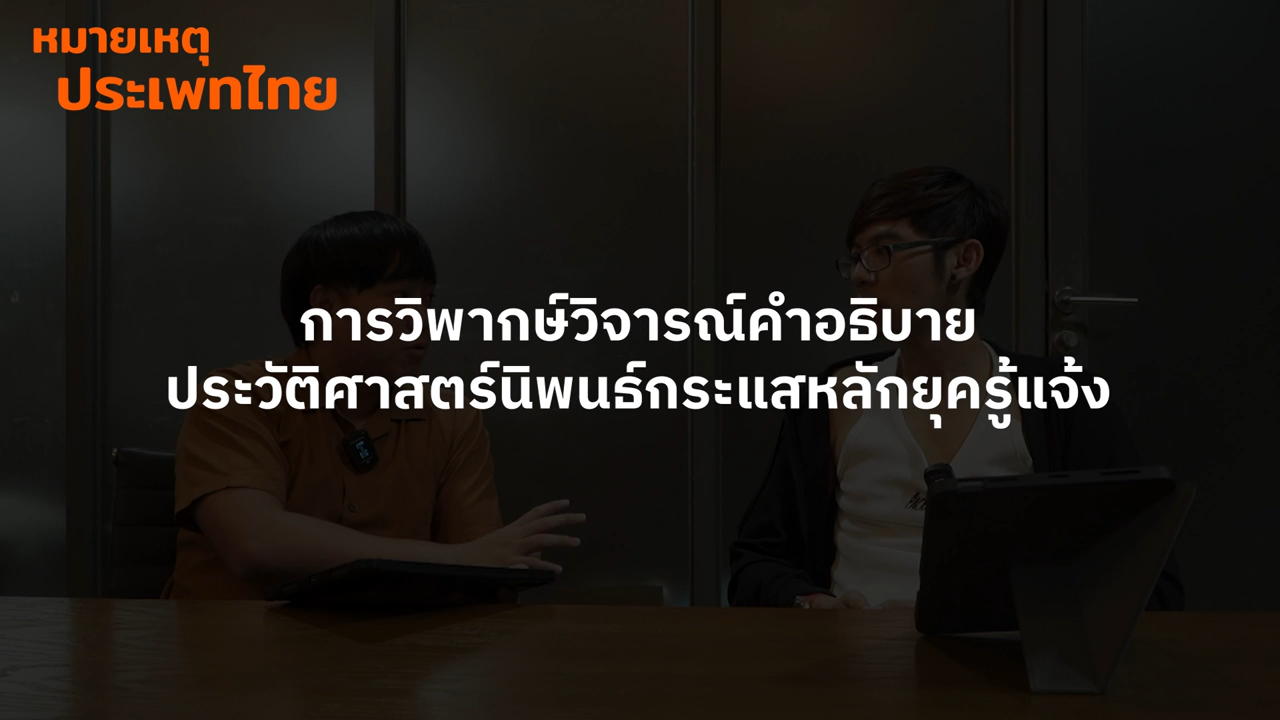 หมายเหตุ
ประเพทไทย
การวิพากษ์วิจารณ์คำอธิบาย
ประวัติศาสตร์นิพนธ์กระแสหลักยุครู้แจ้ง